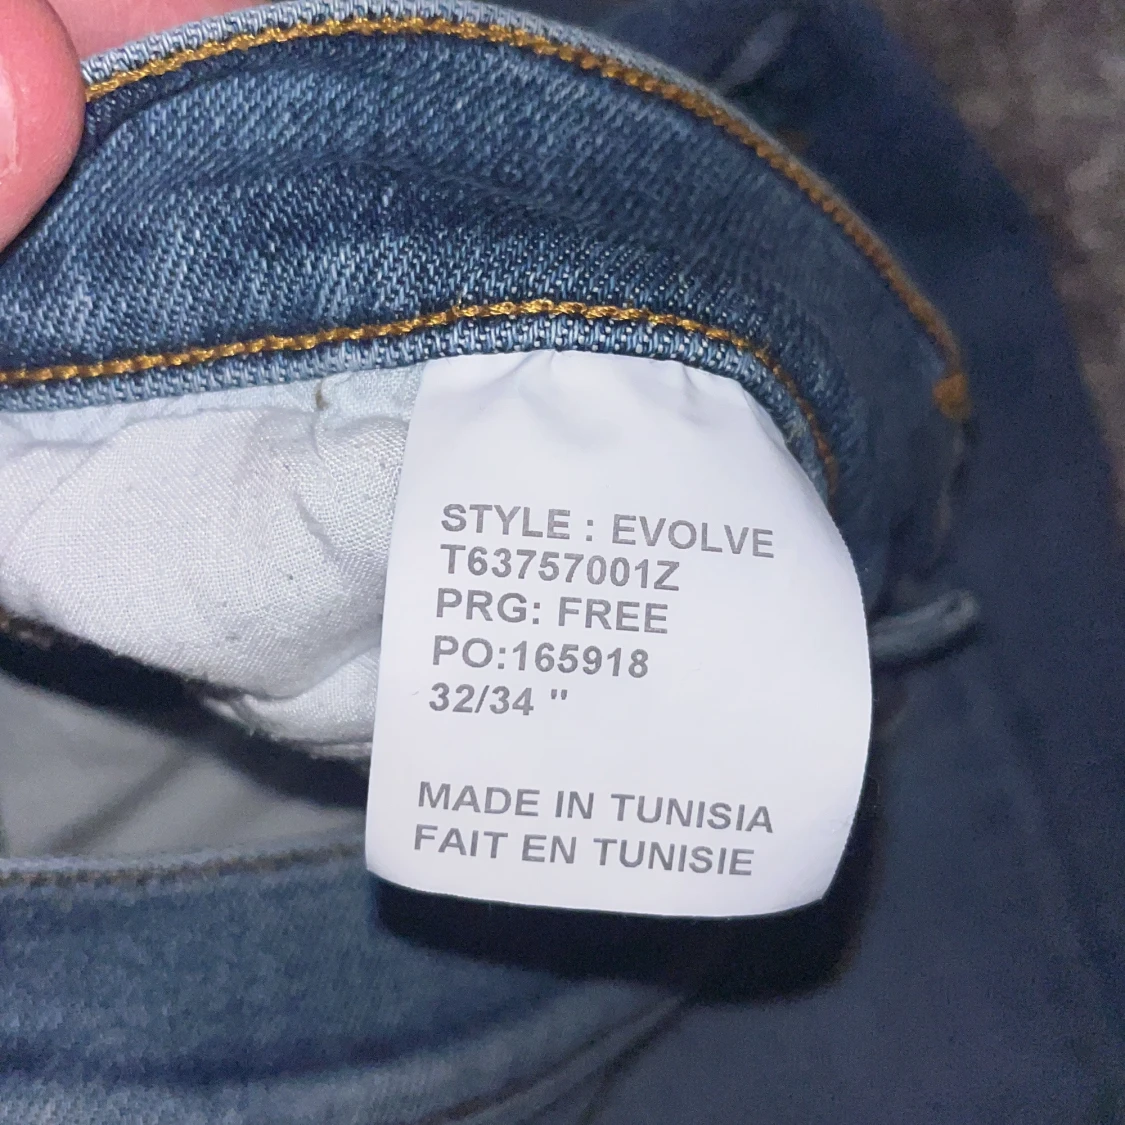 STYLE : EVOLVE
T63757001Z
PRG: FREE
PO:165918
32/34 "
MADE IN TUNISIA
FAIT EN TUNISIE